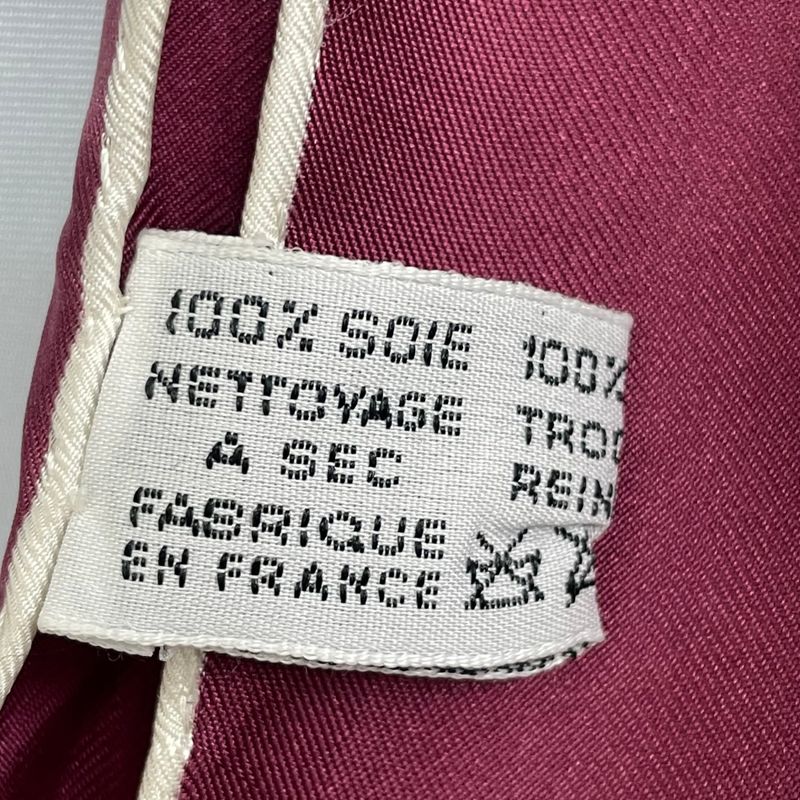 100% SOIE
NETTOYAGE
A SEC
FABRIQUE
EN FRANCE
100%